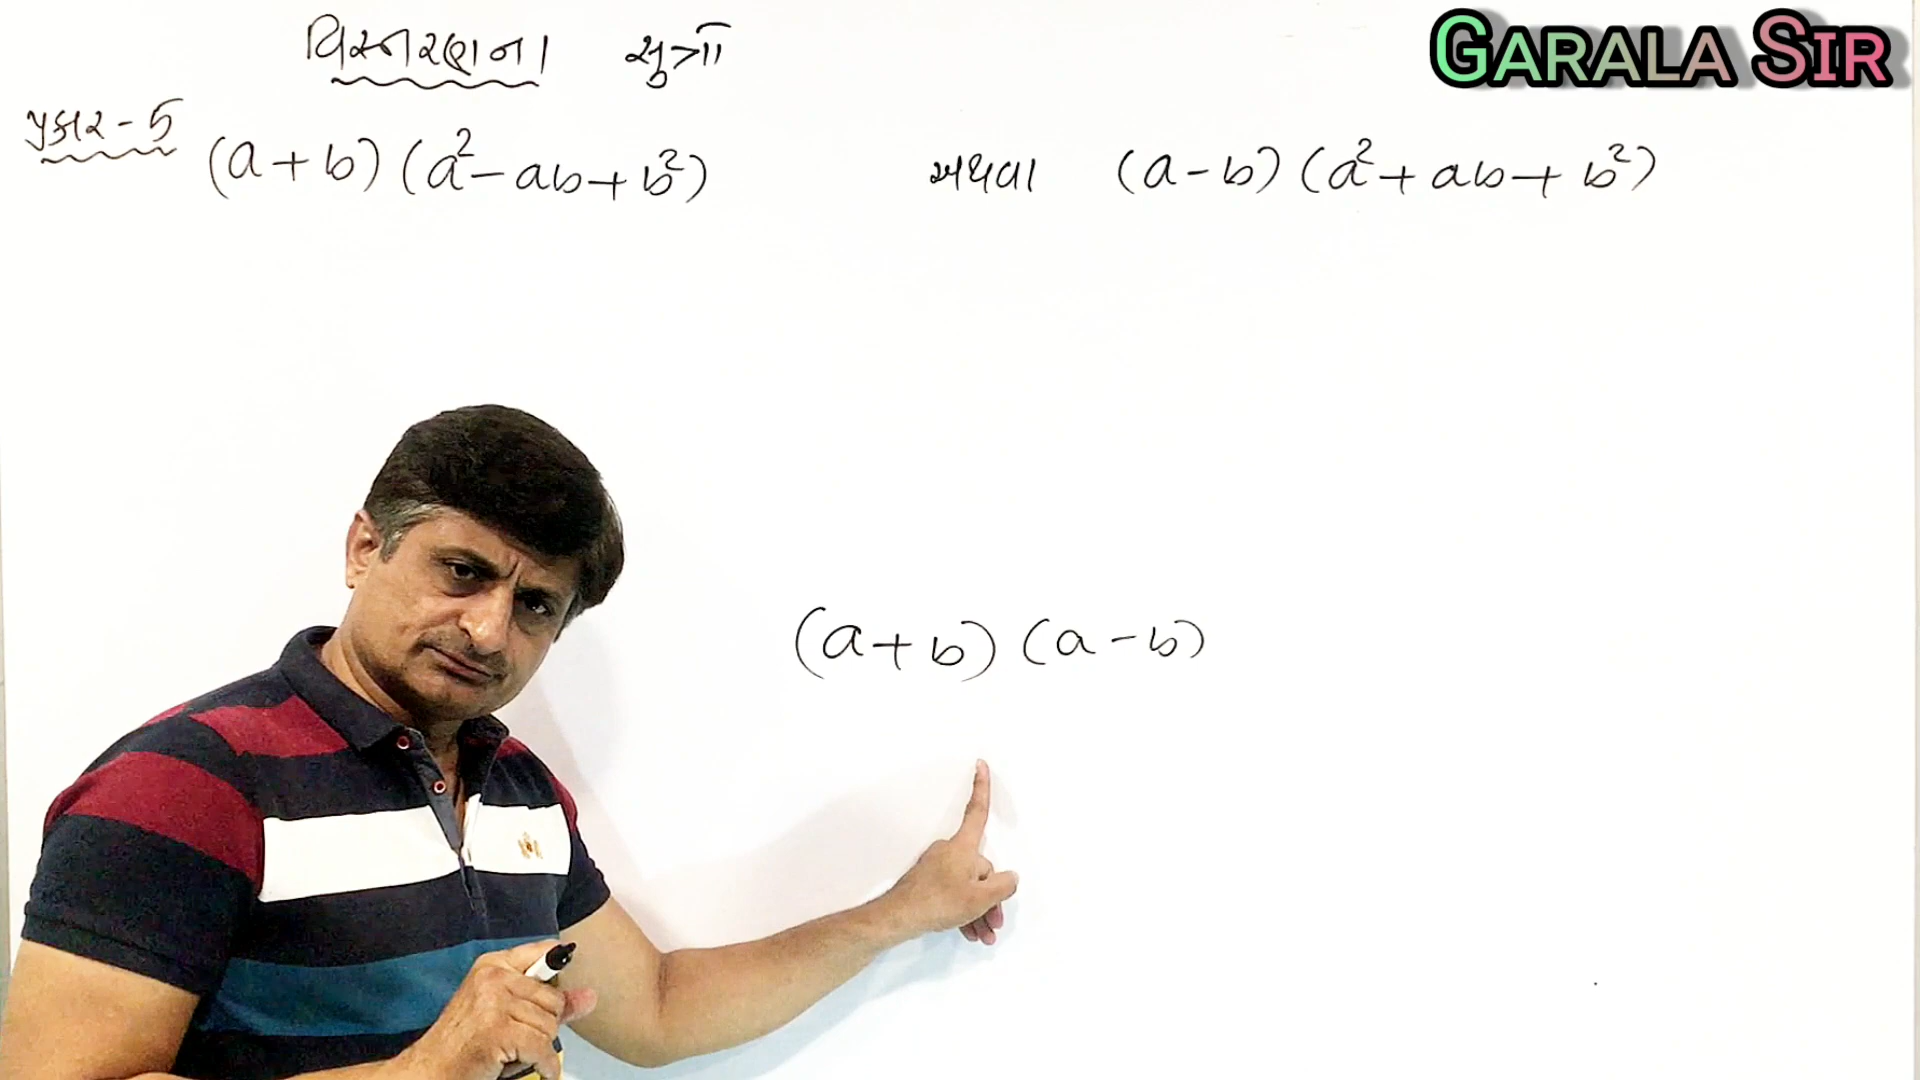 વિસ્તરણના સુત્રો
GARALA SIR
પ્રકાર - 5 (a + b) (a² - ab + b²) અથવા (a - b) (a² + ab + b²)
(a + b) (a - b)